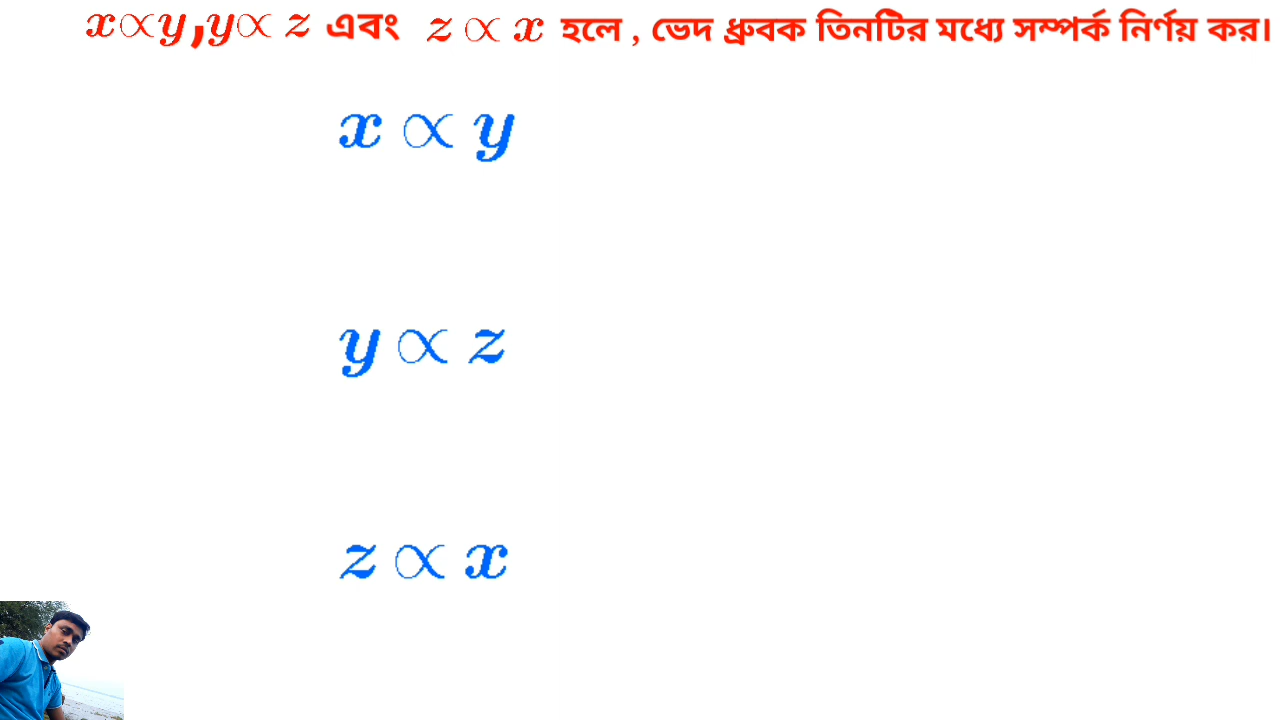 x∝y,y∝ z এবং z ∝ x হলে , ভেদ ধ্রুবক তিনটির মধ্যে সম্পর্ক নির্ণয় কর।
x ∝ y
y ∝ z
z ∝ x